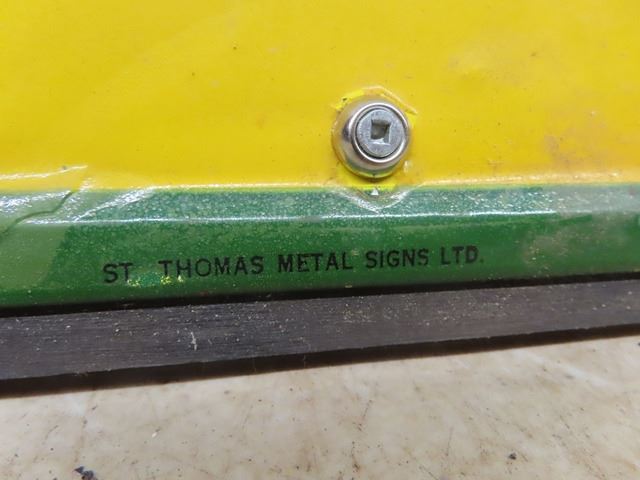 ST. THOMAS METAL SIGNS LTD.